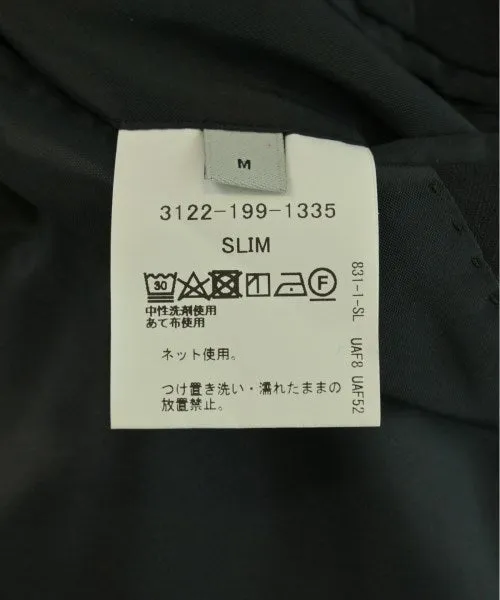 M
3122-199-1335
SLIM
30
F
中性洗剤使用
あて布使用
ネット使用。
つけ置き洗い・濡れたままの
放置禁止。
831-1-SL UAF8 UAF52